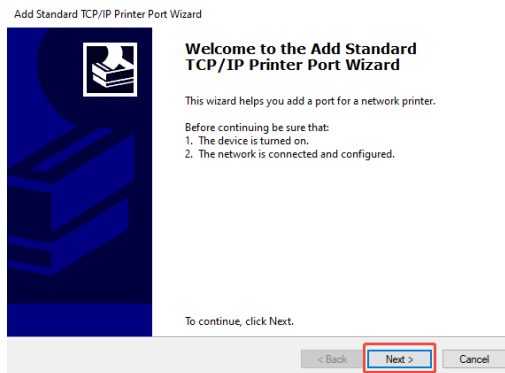 Add Standard TCP/IP Printer Port Wizard
Welcome to the Add Standard
TCP/IP Printer Port Wizard
This wizard helps you add a port for a network printer.
Before continuing be sure that:
1. The device is turned on.
2. The network is connected and configured.
To continue, click Next.
< Back Next > Cancel